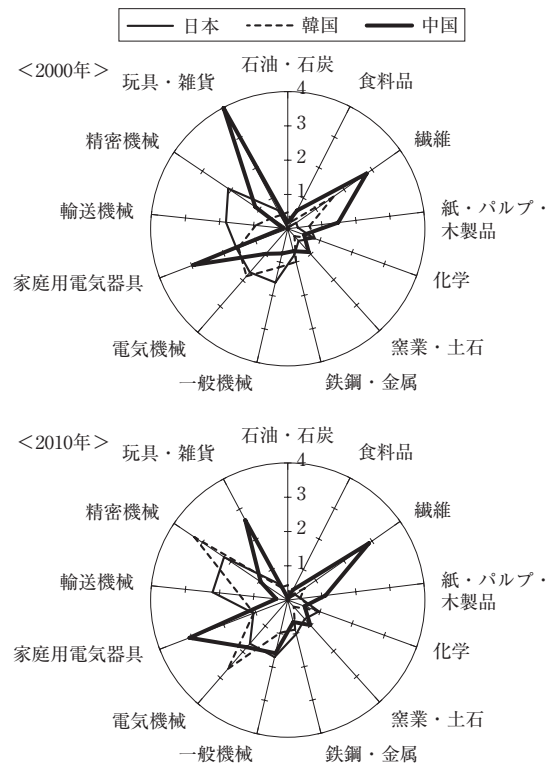 日本 韓国 中国
<2000年>
石油・石炭
食料品
繊維
紙・パルプ・
木製品
化学
窯業・土石
鉄鋼・金属
一般機械
電気機械
家庭用電気器具
輸送機械
精密機械
玩具・雑貨
4
3
2
1
<2010年>
石油・石炭
食料品
繊維
紙・パルプ・
木製品
化学
窯業・土石
鉄鋼・金属
一般機械
電気機械
家庭用電気器具
輸送機械
精密機械
玩具・雑貨
4
3
2
1